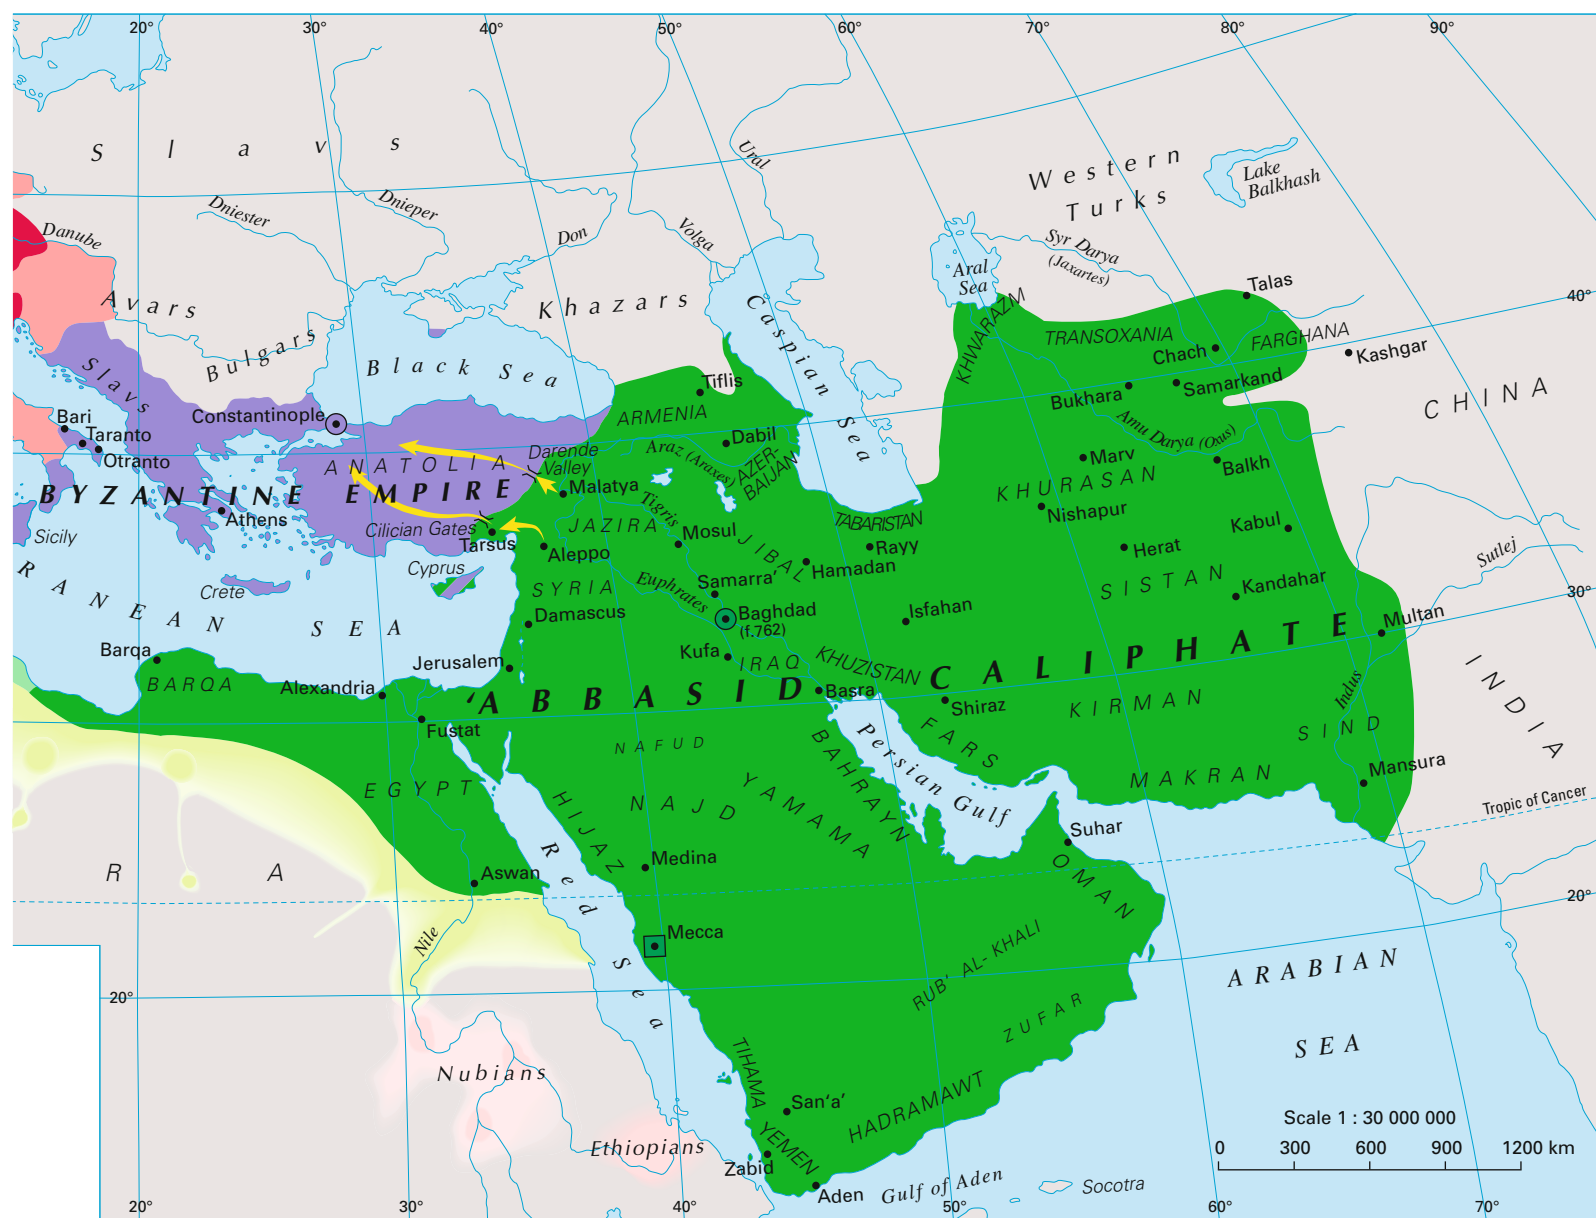 20°
30°
40°
50°
60°
70°
80°
90°
Slavs
Ural
Western
Turks
Lake
Balkhash
Dniester
Dnieper
Don
Volga
Danube
Syr Darya
(Jaxartes)
Aral
Sea
Talas
40°
Avars
Khazars
Caspian Sea
KHWARAZM
TRANSOXANIA
FARGHANA
Chach
Kashgar
Bulgars
Black Sea
Slavs
Tiflis
Samarkand
Bukhara
CHINA
Constantinople
ARMENIA
Bari
Taranto
Otranto
Dabil
Amu Darya (Oxus)
ANATOLIA
Darende
Valley
Araz (Araxes)
AZER-
BAIJAN
Marv
Balkh
BYZANTINE EMPIRE
Malatya
KHURASAN
Athens
Tigris
Nishapur
Cilician Gates
JAZIRA
TABARISTAN
Kabul
Sicily
Tarsus
Mosul
JIBAL
Rayy
Herat
Sutlej
Aleppo
Hamadan
Cyprus
SYRIA
Euphrates
Samarra'
SISTAN
Kandahar
30°
Crete
RANEAN SEA
Damascus
Baghdad
(f.762)
Isfahan
Multan
Barqa
Jerusalem
Kufa
IRAQ
KHUZISTAN
BARQA
Alexandria
‘ABBASID CALIPHATE
Basra
Shiraz
KIRMAN
Indus
INDIA
Fustat
NAFUD
FARS
SIND
BAHRAYN
Persian Gulf
EGYPT
HIJAZ
NAJD
YAMAMA
MAKRAN
Mansura
Tropic of Cancer
Suhar
RA
Red Sea
Medina
OMAN
Aswan
20°
Mecca
Nile
RUB' AL-KHALI
ARABIAN
20°
ZUFAR
SEA
Nubians
TIHAMA
San‘a’
HADRAMAWT
Scale 1 : 30 000 000
YEMEN
Ethiopians
0 300 600 900 1200 km
Zabid
Aden
Gulf of Aden
Socotra
20°
30°
40°
50°
60°
70°